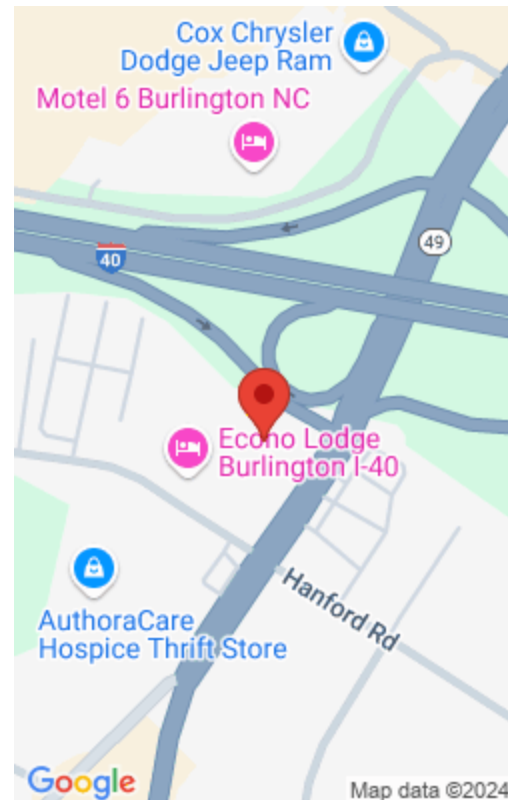 Cox Chrysler
Dodge Jeep Ram
Motel 6 Burlington NC
49
40
Econo Lodge
Burlington I-40
Hanford Rd
AuthoraCare
Hospice Thrift Store
Google
Map data ©2024